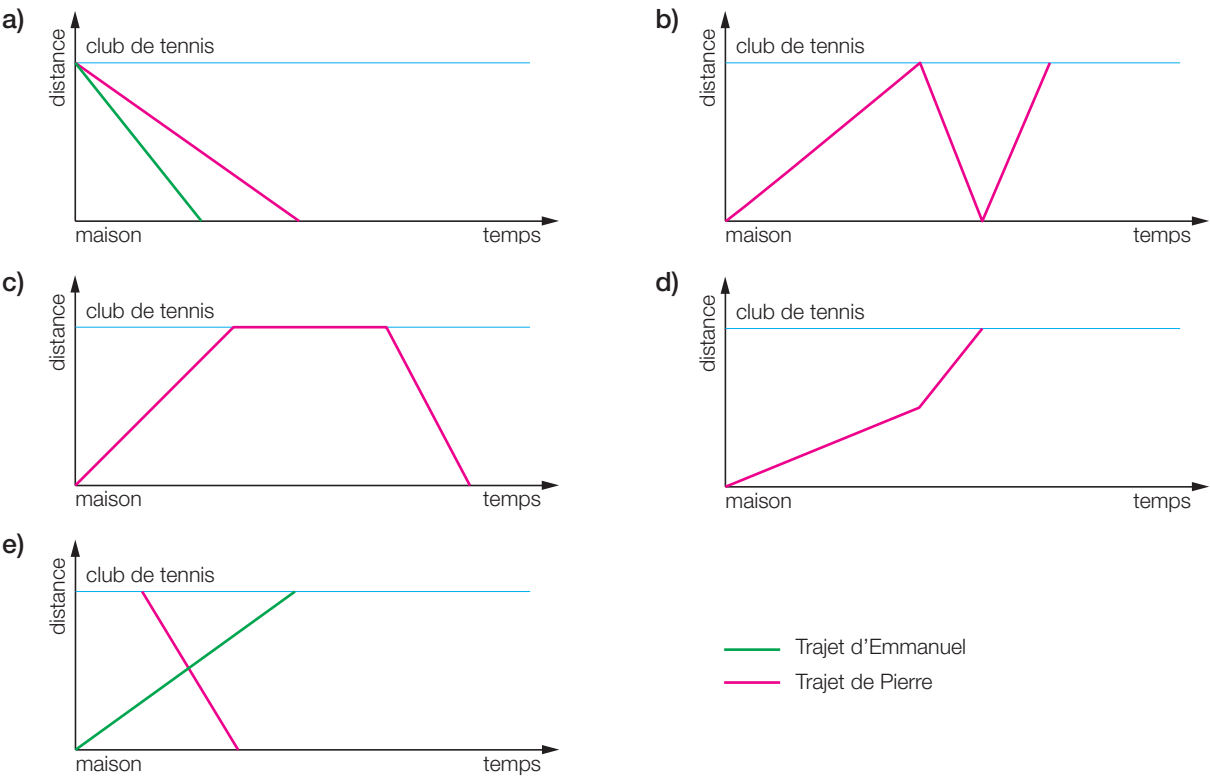 a)
distance
club de tennis
maison
temps
b)
distance
club de tennis
maison
temps
c)
distance
club de tennis
maison
temps
d)
distance
club de tennis
maison
temps
e)
distance
club de tennis
maison
temps
Trajet d'Emmanuel
Trajet de Pierre